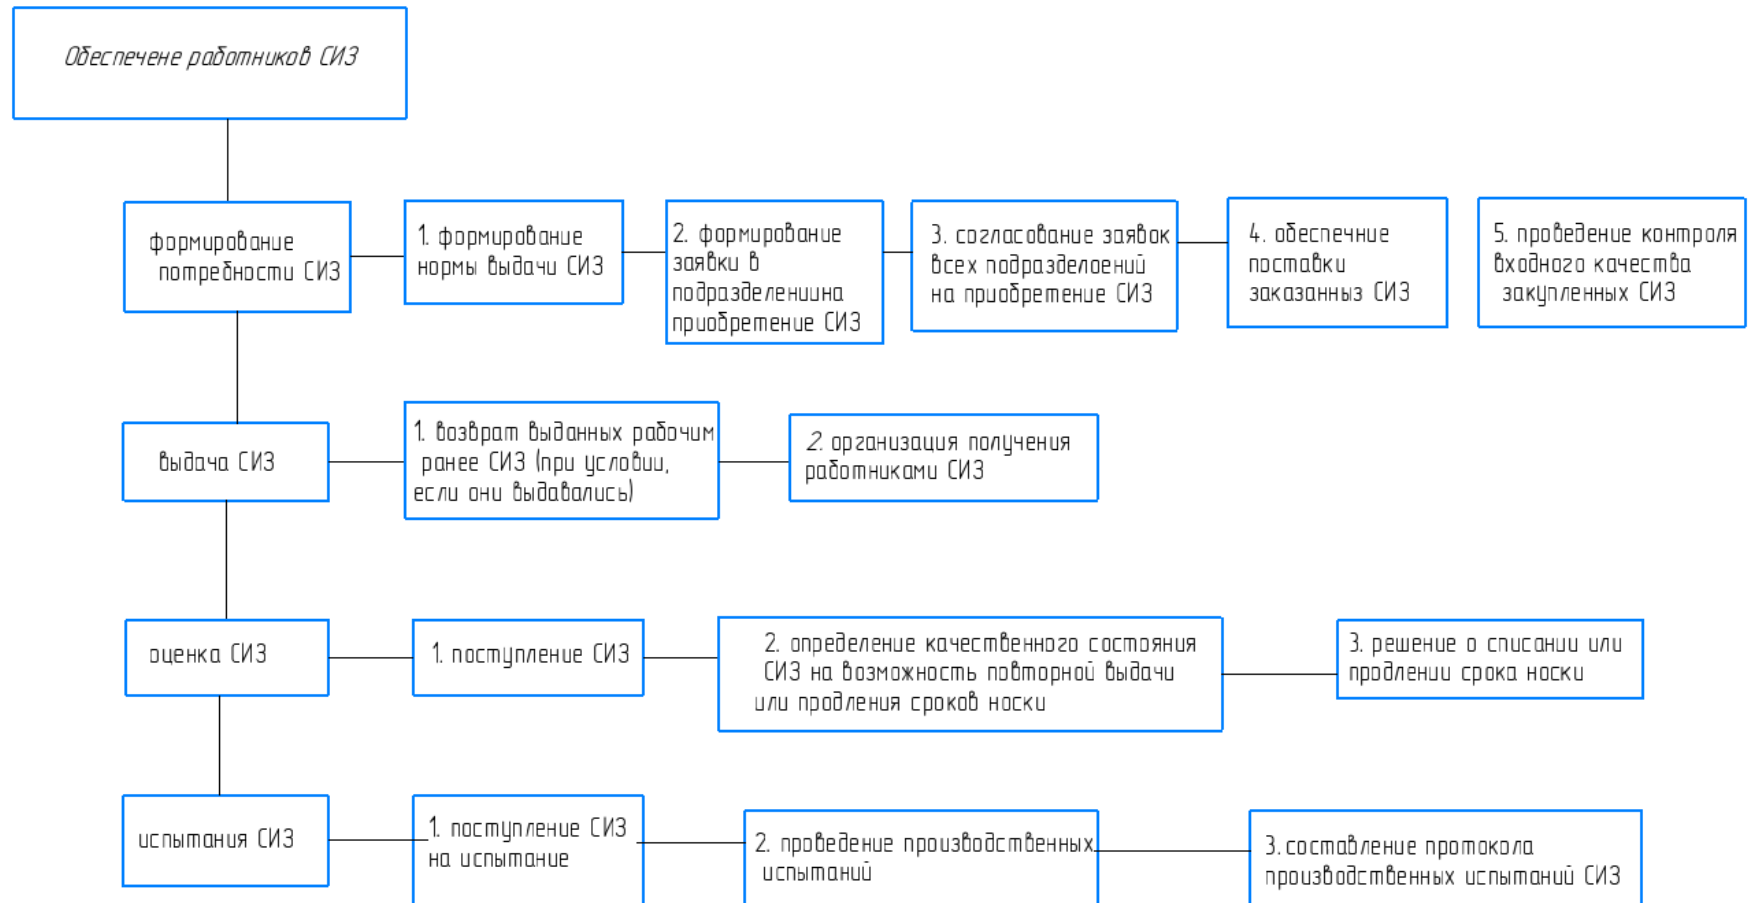 Обеспечене работников СИЗ
формирование
потребности СИЗ
1. формирование
нормы выдачи СИЗ
2. формирование
заявки в
подразделениина
приобретение СИЗ
3. согласование заявок
всех подразделоений
на приобретение СИЗ
4. обеспечние
поставки
заказанныз СИЗ
5. проведение контроля
входного качества
закупленных СИЗ
выдача СИЗ
1. возврат выданных рабочим
ранее СИЗ (при условии,
если они выдавались)
2. организация получения
работниками СИЗ
оценка СИЗ
1. поступление СИЗ
2. определение качественного состояния
СИЗ на возможность повторной выдачи
или продления сроков носки
3. решение о списании или
продлении срока носки
испытания СИЗ
1. поступление СИЗ
на испытание
2. проведение производственных
испытаний
3. составление протокола
производственных испытаний СИЗ